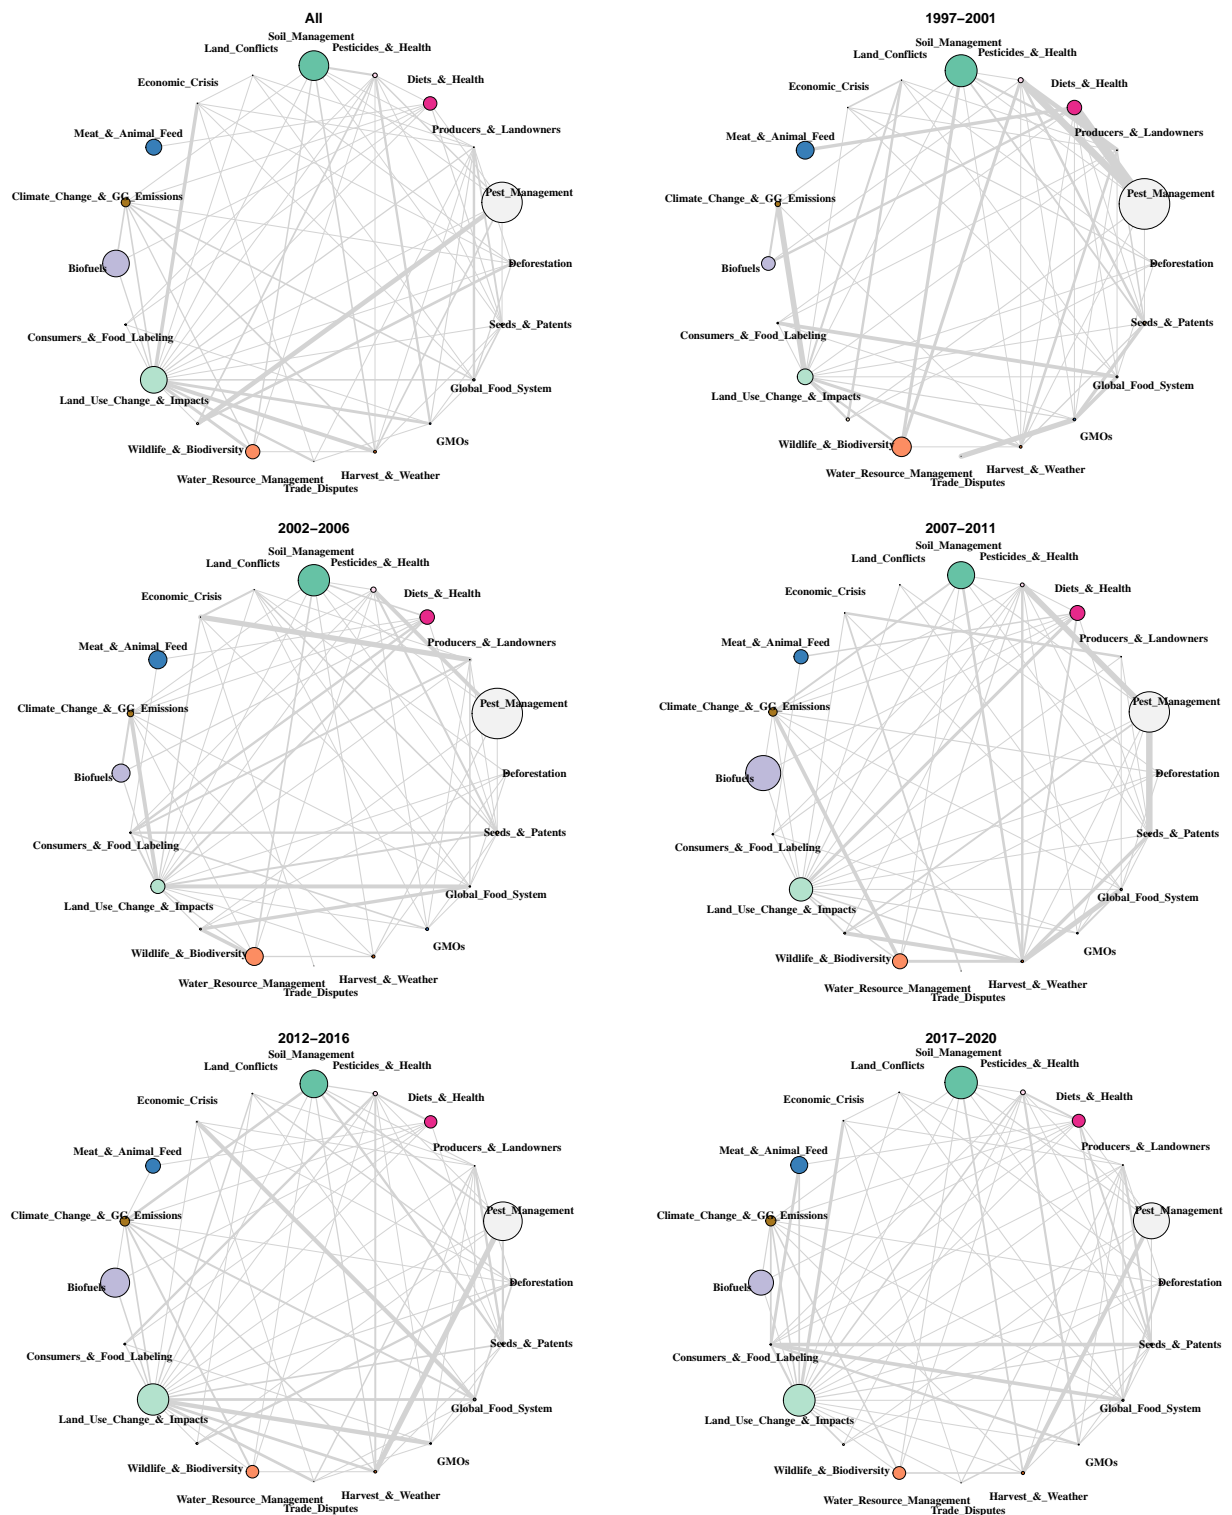 All
Soil_Management
Land_Conflicts
Pesticides_&_Health
Economic_Crisis
Diets_&_Health
Meat_&_Animal_Feed
Producers_&_Landowners
Climate_Change_&_GG_Emissions
Pest_Management
Biofuels
Deforestation
Consumers_&_Food_Labeling
Seeds_&_Patents
Land_Use_Change_&_Impacts
Global_Food_System
Wildlife_&_Biodiversity
GMOs
Water_Resource_Management
Harvest_&_Weather
Trade_Disputes
1997–2001
Soil_Management
Land_Conflicts
Pesticides_&_Health
Economic_Crisis
Diets_&_Health
Meat_&_Animal_Feed
Producers_&_Landowners
Climate_Change_&_GG_Emissions
Pest_Management
Biofuels
Deforestation
Consumers_&_Food_Labeling
Seeds_&_Patents
Land_Use_Change_&_Impacts
Global_Food_System
Wildlife_&_Biodiversity
GMOs
Water_Resource_Management
Harvest_&_Weather
Trade_Disputes
2002–2006
Soil_Management
Land_Conflicts
Pesticides_&_Health
Economic_Crisis
Diets_&_Health
Meat_&_Animal_Feed
Producers_&_Landowners
Climate_Change_&_GG_Emissions
Pest_Management
Biofuels
Deforestation
Consumers_&_Food_Labeling
Seeds_&_Patents
Land_Use_Change_&_Impacts
Global_Food_System
Wildlife_&_Biodiversity
GMOs
Water_Resource_Management
Harvest_&_Weather
Trade_Disputes
2007–2011
Soil_Management
Land_Conflicts
Pesticides_&_Health
Economic_Crisis
Diets_&_Health
Meat_&_Animal_Feed
Producers_&_Landowners
Climate_Change_&_GG_Emissions
Pest_Management
Biofuels
Deforestation
Consumers_&_Food_Labeling
Seeds_&_Patents
Land_Use_Change_&_Impacts
Global_Food_System
Wildlife_&_Biodiversity
GMOs
Water_Resource_Management
Harvest_&_Weather
Trade_Disputes
2012–2016
Soil_Management
Land_Conflicts
Pesticides_&_Health
Economic_Crisis
Diets_&_Health
Meat_&_Animal_Feed
Producers_&_Landowners
Climate_Change_&_GG_Emissions
Pest_Management
Biofuels
Deforestation
Consumers_&_Food_Labeling
Seeds_&_Patents
Land_Use_Change_&_Impacts
Global_Food_System
Wildlife_&_Biodiversity
GMOs
Water_Resource_Management
Harvest_&_Weather
Trade_Disputes
2017–2020
Soil_Management
Land_Conflicts
Pesticides_&_Health
Economic_Crisis
Diets_&_Health
Meat_&_Animal_Feed
Producers_&_Landowners
Climate_Change_&_GG_Emissions
Pest_Management
Biofuels
Deforestation
Consumers_&_Food_Labeling
Seeds_&_Patents
Land_Use_Change_&_Impacts
Global_Food_System
Wildlife_&_Biodiversity
GMOs
Water_Resource_Management
Harvest_&_Weather
Trade_Disputes